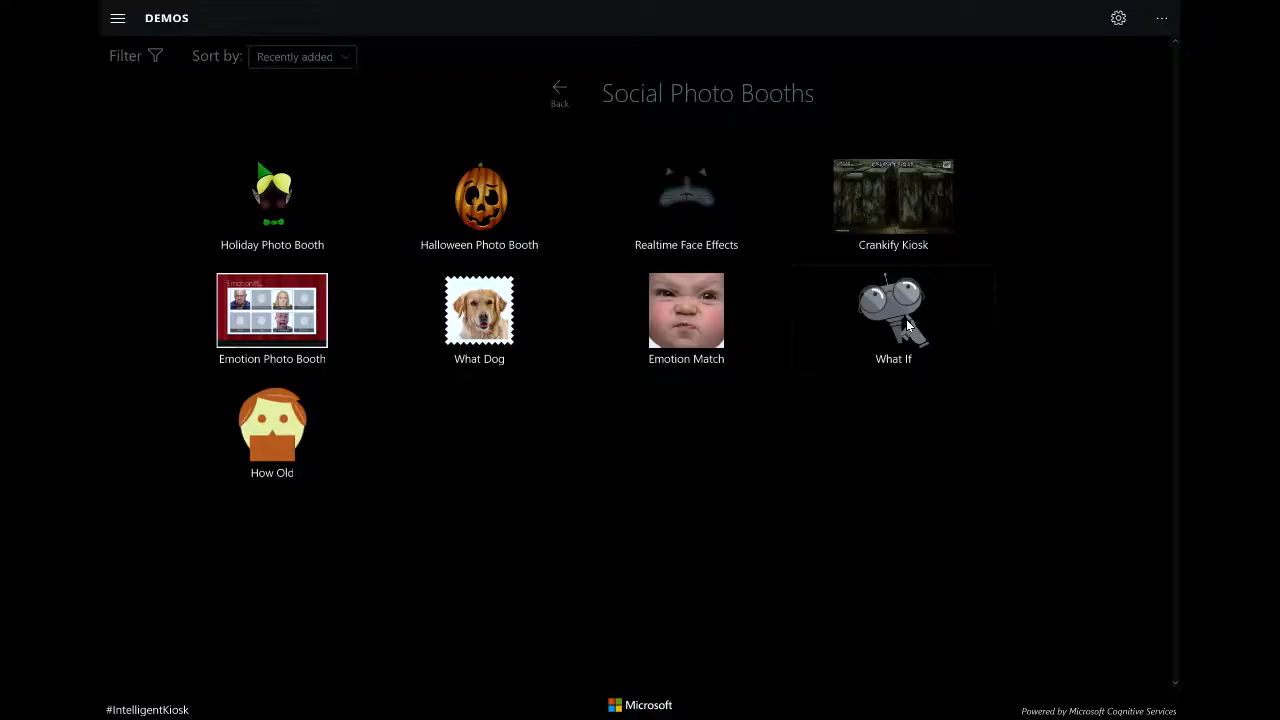 DEMOS
Filter
Sort by: Recently added
Back
Social Photo Booths
Holiday Photo Booth
Halloween Photo Booth
Realtime Face Effects
Crankify Kiosk
Emotion Photo Booth
What Dog
Emotion Match
What If
How Old
#IntelligentKiosk
Microsoft
Powered by Microsoft Cognitive Services